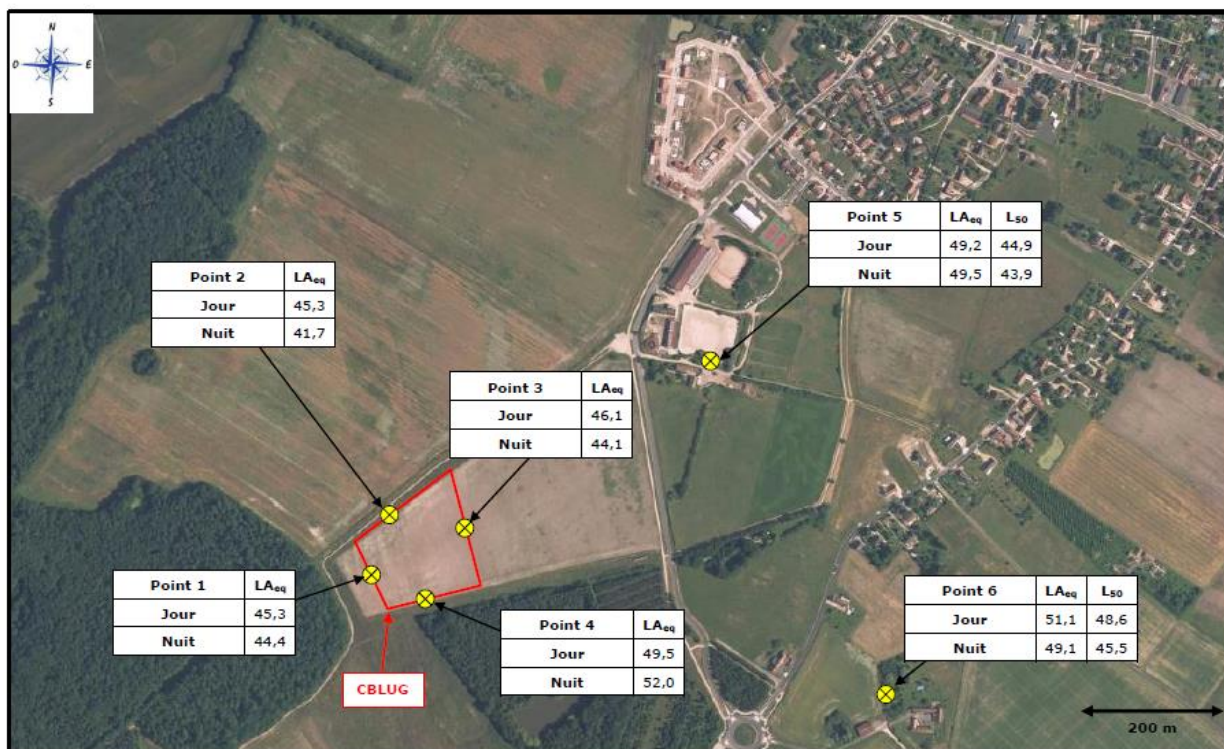 N
O E
S
Point 5 LAeq L50
Jour 49,2 44,9
Nuit 49,5 43,9
Point 2 LAeq
Jour 45,3
Nuit 41,7
Point 3 LAeq
Jour 46,1
Nuit 44,1
Point 1 LAeq
Jour 45,3
Nuit 44,4
Point 4 LAeq
Jour 49,5
Nuit 52,0
Point 6 LAeq L50
Jour 51,1 48,6
Nuit 49,1 45,5
CBLUG
200 m